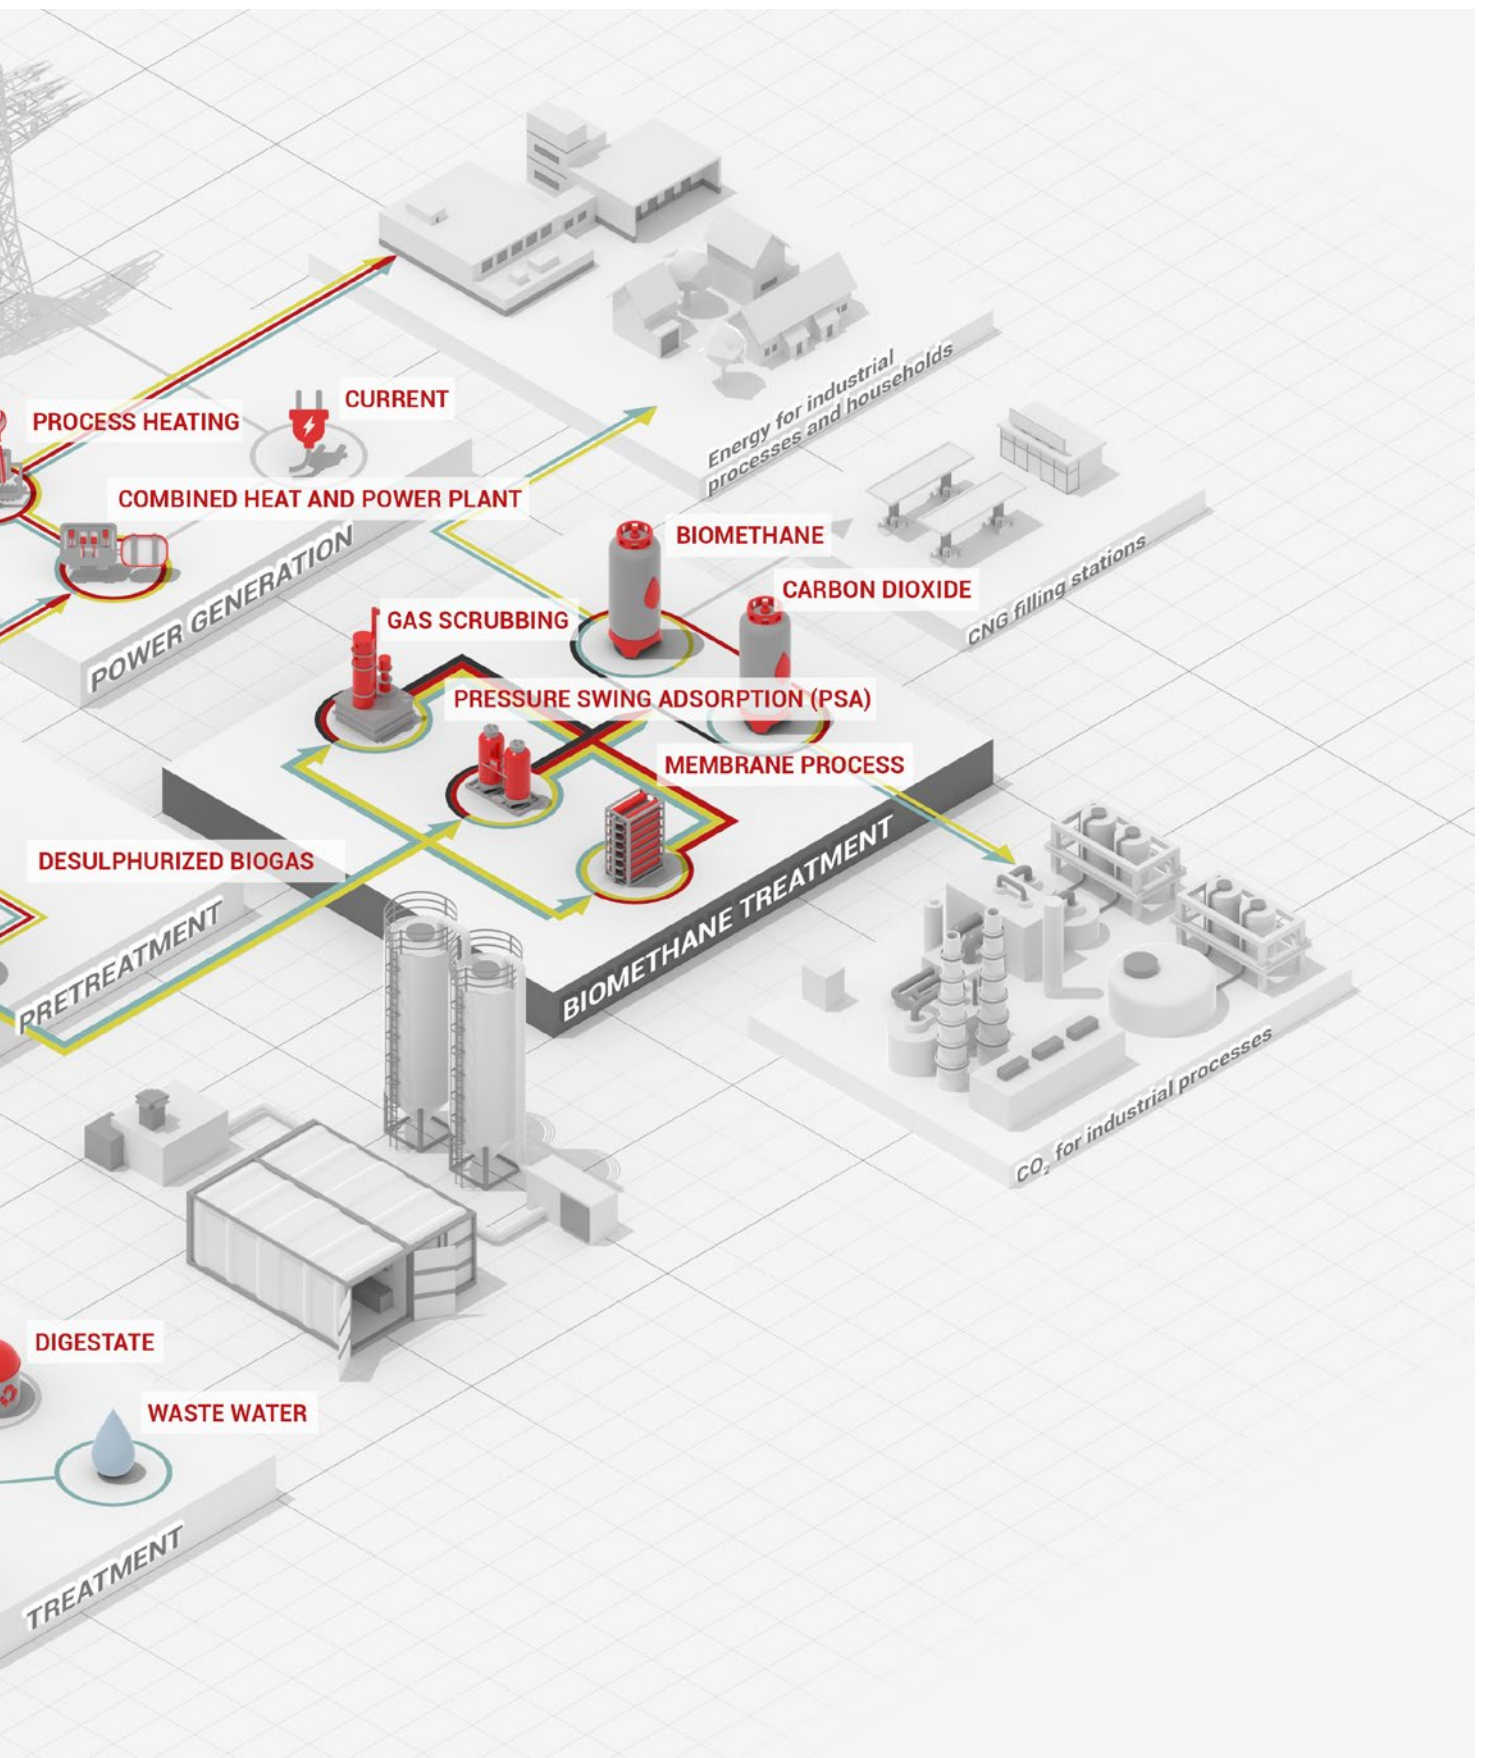 Energy for industrial
processes and households
CURRENT
PROCESS HEATING
COMBINED HEAT AND POWER PLANT
POWER GENERATION
BIOMETHANE
CNG filling stations
CARBON DIOXIDE
GAS SCRUBBING
PRESSURE SWING ADSORPTION (PSA)
MEMBRANE PROCESS
DESULPHURIZED BIOGAS
BIOMETHANE TREATMENT
PRETREATMENT
CO₂ for industrial processes
DIGESTATE
WASTE WATER
TREATMENT